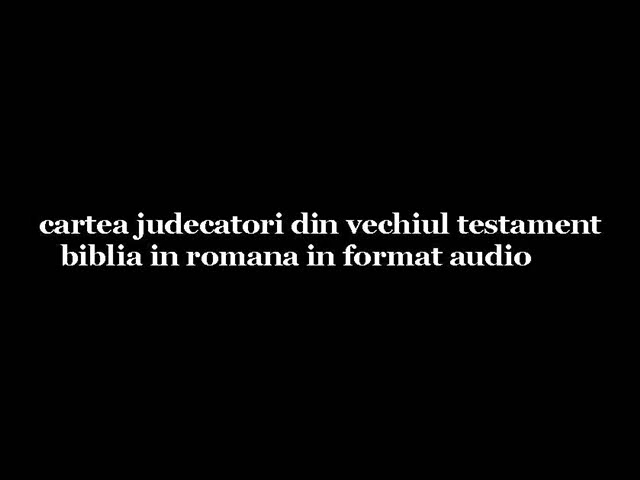 cartea judecatori din vechiul testament
biblia in romana in format audio